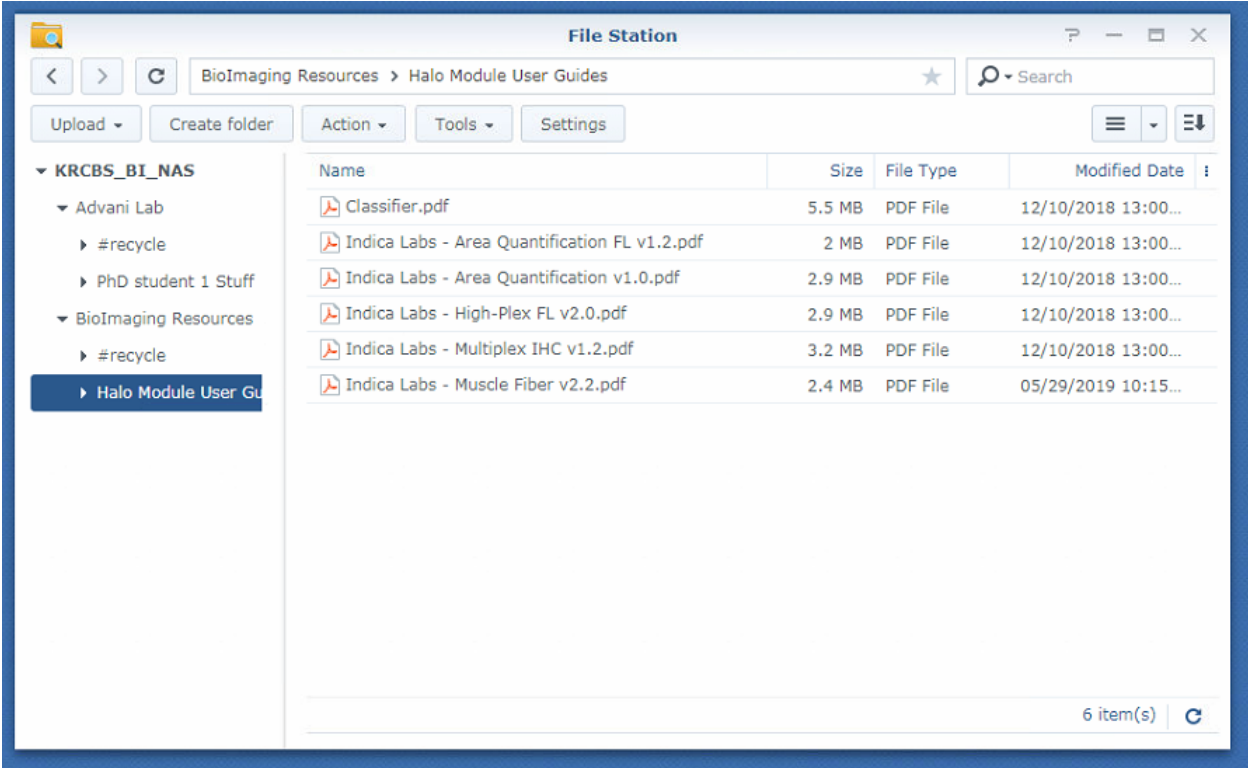 File Station
BioImaging Resources > Halo Module User Guides
Search
Upload Create folder Action Tools Settings
KRCBS_BI_NAS
Advani Lab
#recycle
PhD student 1 Stuff
BioImaging Resources
#recycle
Halo Module User Gu
Name Size File Type Modified Date
Classifier.pdf 5.5 MB PDF File 12/10/2018 13:00...
Indica Labs - Area Quantification FL v1.2.pdf 2 MB PDF File 12/10/2018 13:00...
Indica Labs - Area Quantification v1.0.pdf 2.9 MB PDF File 12/10/2018 13:00...
Indica Labs - High-Plex FL v2.0.pdf 2.9 MB PDF File 12/10/2018 13:00...
Indica Labs - Multiplex IHC v1.2.pdf 3.2 MB PDF File 12/10/2018 13:00...
Indica Labs - Muscle Fiber v2.2.pdf 2.4 MB PDF File 05/29/2019 10:15...
6 item(s)